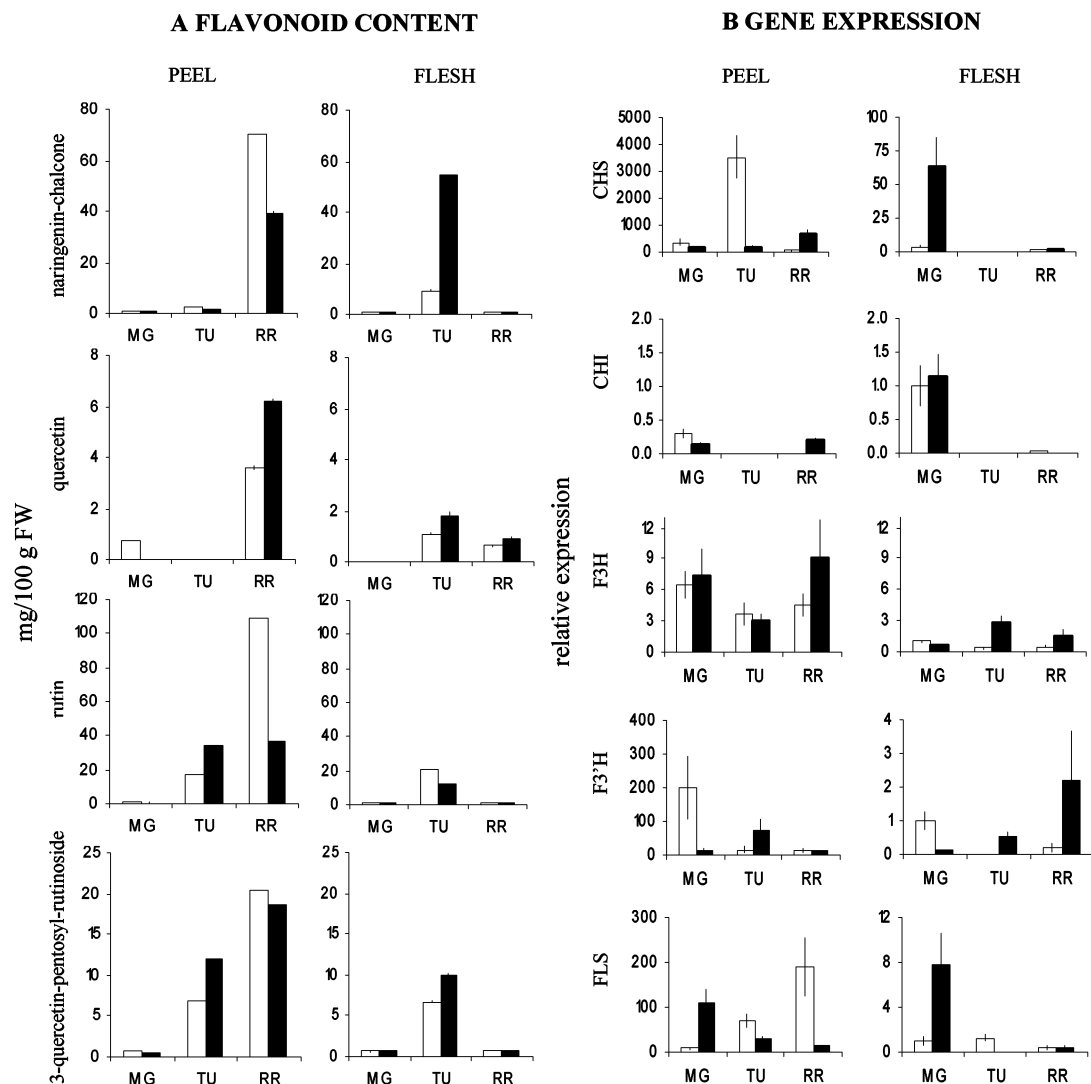 A FLAVONOID CONTENT
PEEL
FLESH
mg/100 g FW
naringenin-chalcone
80
60
40
20
0
MG TU RR
80
60
40
20
0
MG TU RR
quercetin
8
6
4
2
0
MG TU RR
8
6
4
2
0
MG TU RR
rutin
120
100
80
60
40
20
0
MG TU RR
120
100
80
60
40
20
0
MG TU RR
3-quercetin-pentosyl-rutinoside
25
20
15
10
5
0
MG TU RR
25
20
15
10
5
0
MG TU RR
B GENE EXPRESSION
PEEL
FLESH
relative expression
CHS
5000
4000
3000
2000
1000
0
MG TU RR
100
75
50
25
0
MG TU RR
CHI
2.0
1.5
1.0
0.5
0.0
MG TU RR
2.0
1.5
1.0
0.5
0.0
MG TU RR
F3H
12
9
6
3
0
MG TU RR
12
9
6
3
0
MG TU RR
F3'H
400
300
200
100
0
MG TU RR
4
3
2
1
0
MG TU RR
FLS
300
200
100
0
MG TU RR
12
8
4
0
MG TU RR